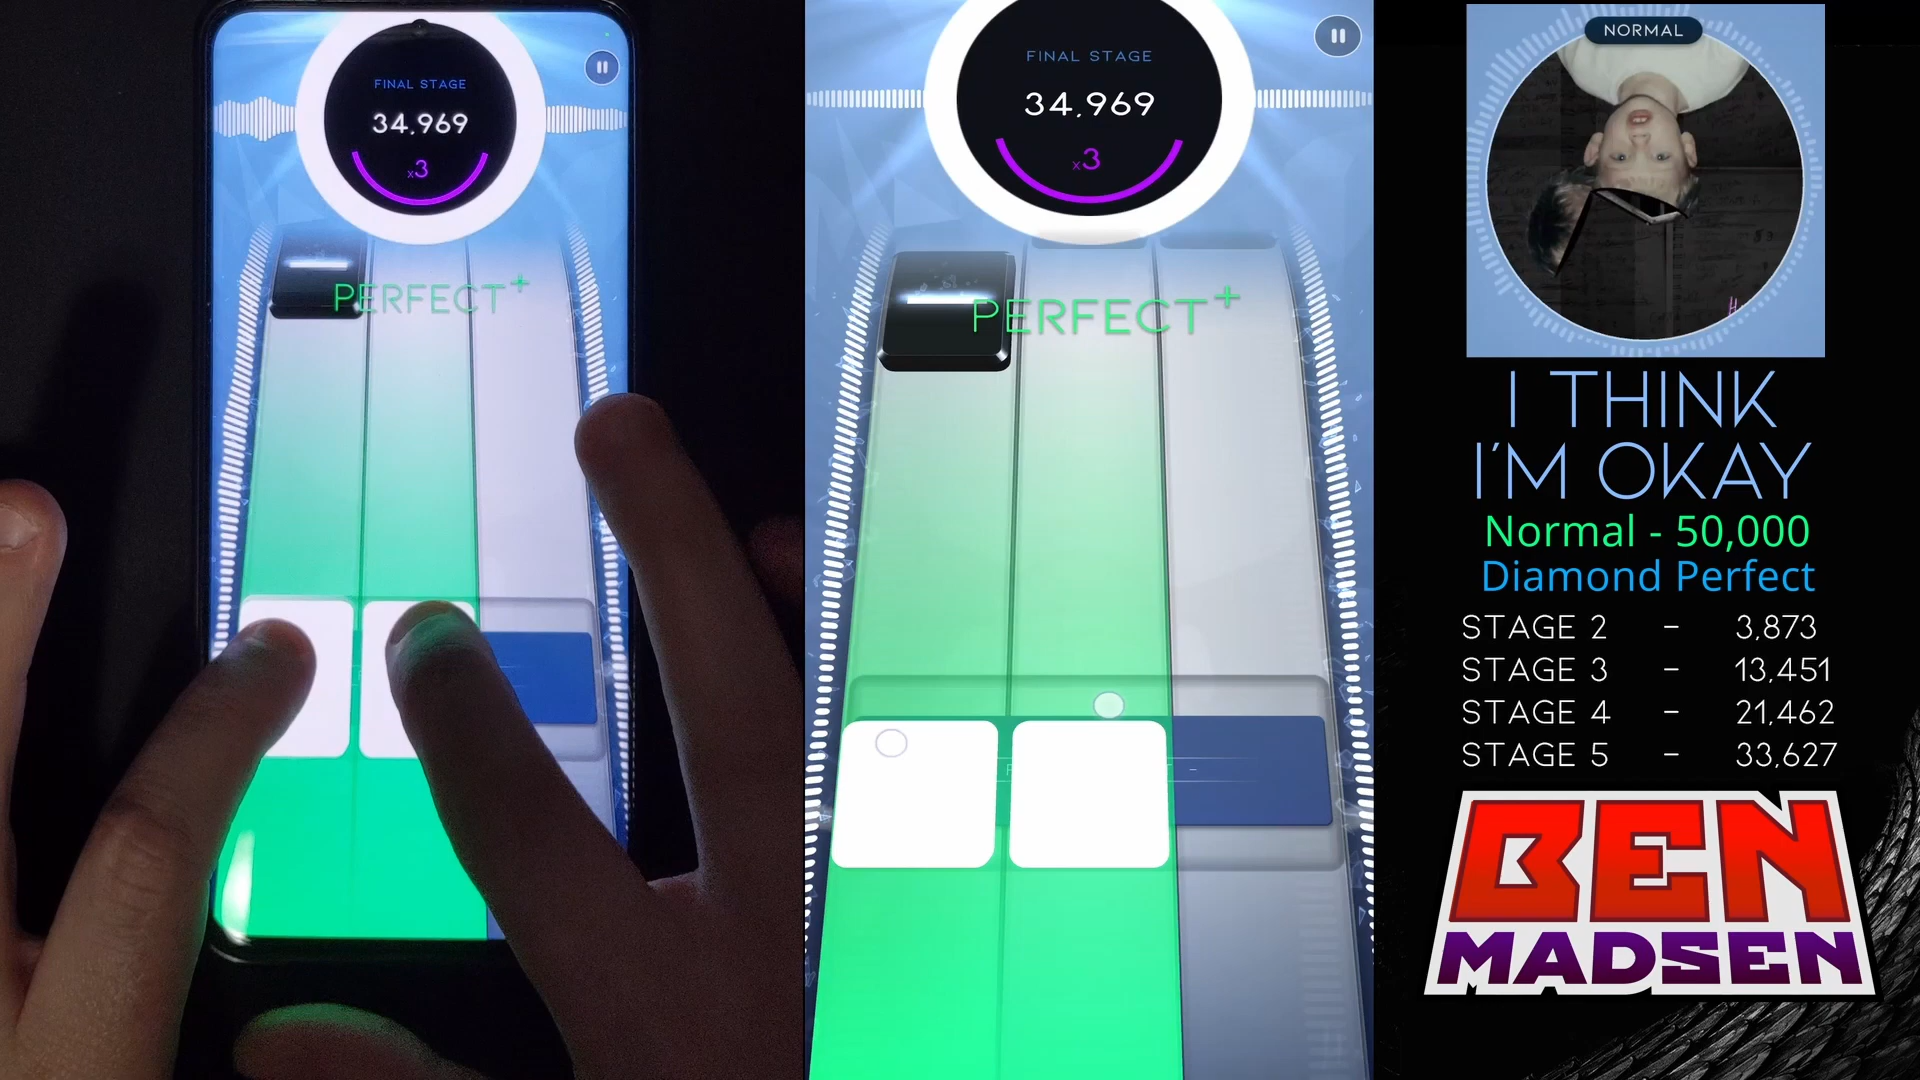 FINAL STAGE
34,969
x3
PERFECT+
FINAL STAGE
34,969
x3
PERFECT+
NORMAL
I THINK
I'M OKAY
Normal - 50,000
Diamond Perfect
STAGE 2 - 3,873
STAGE 3 - 13,451
STAGE 4 - 21,462
STAGE 5 - 33,627
BEN
MADSEN